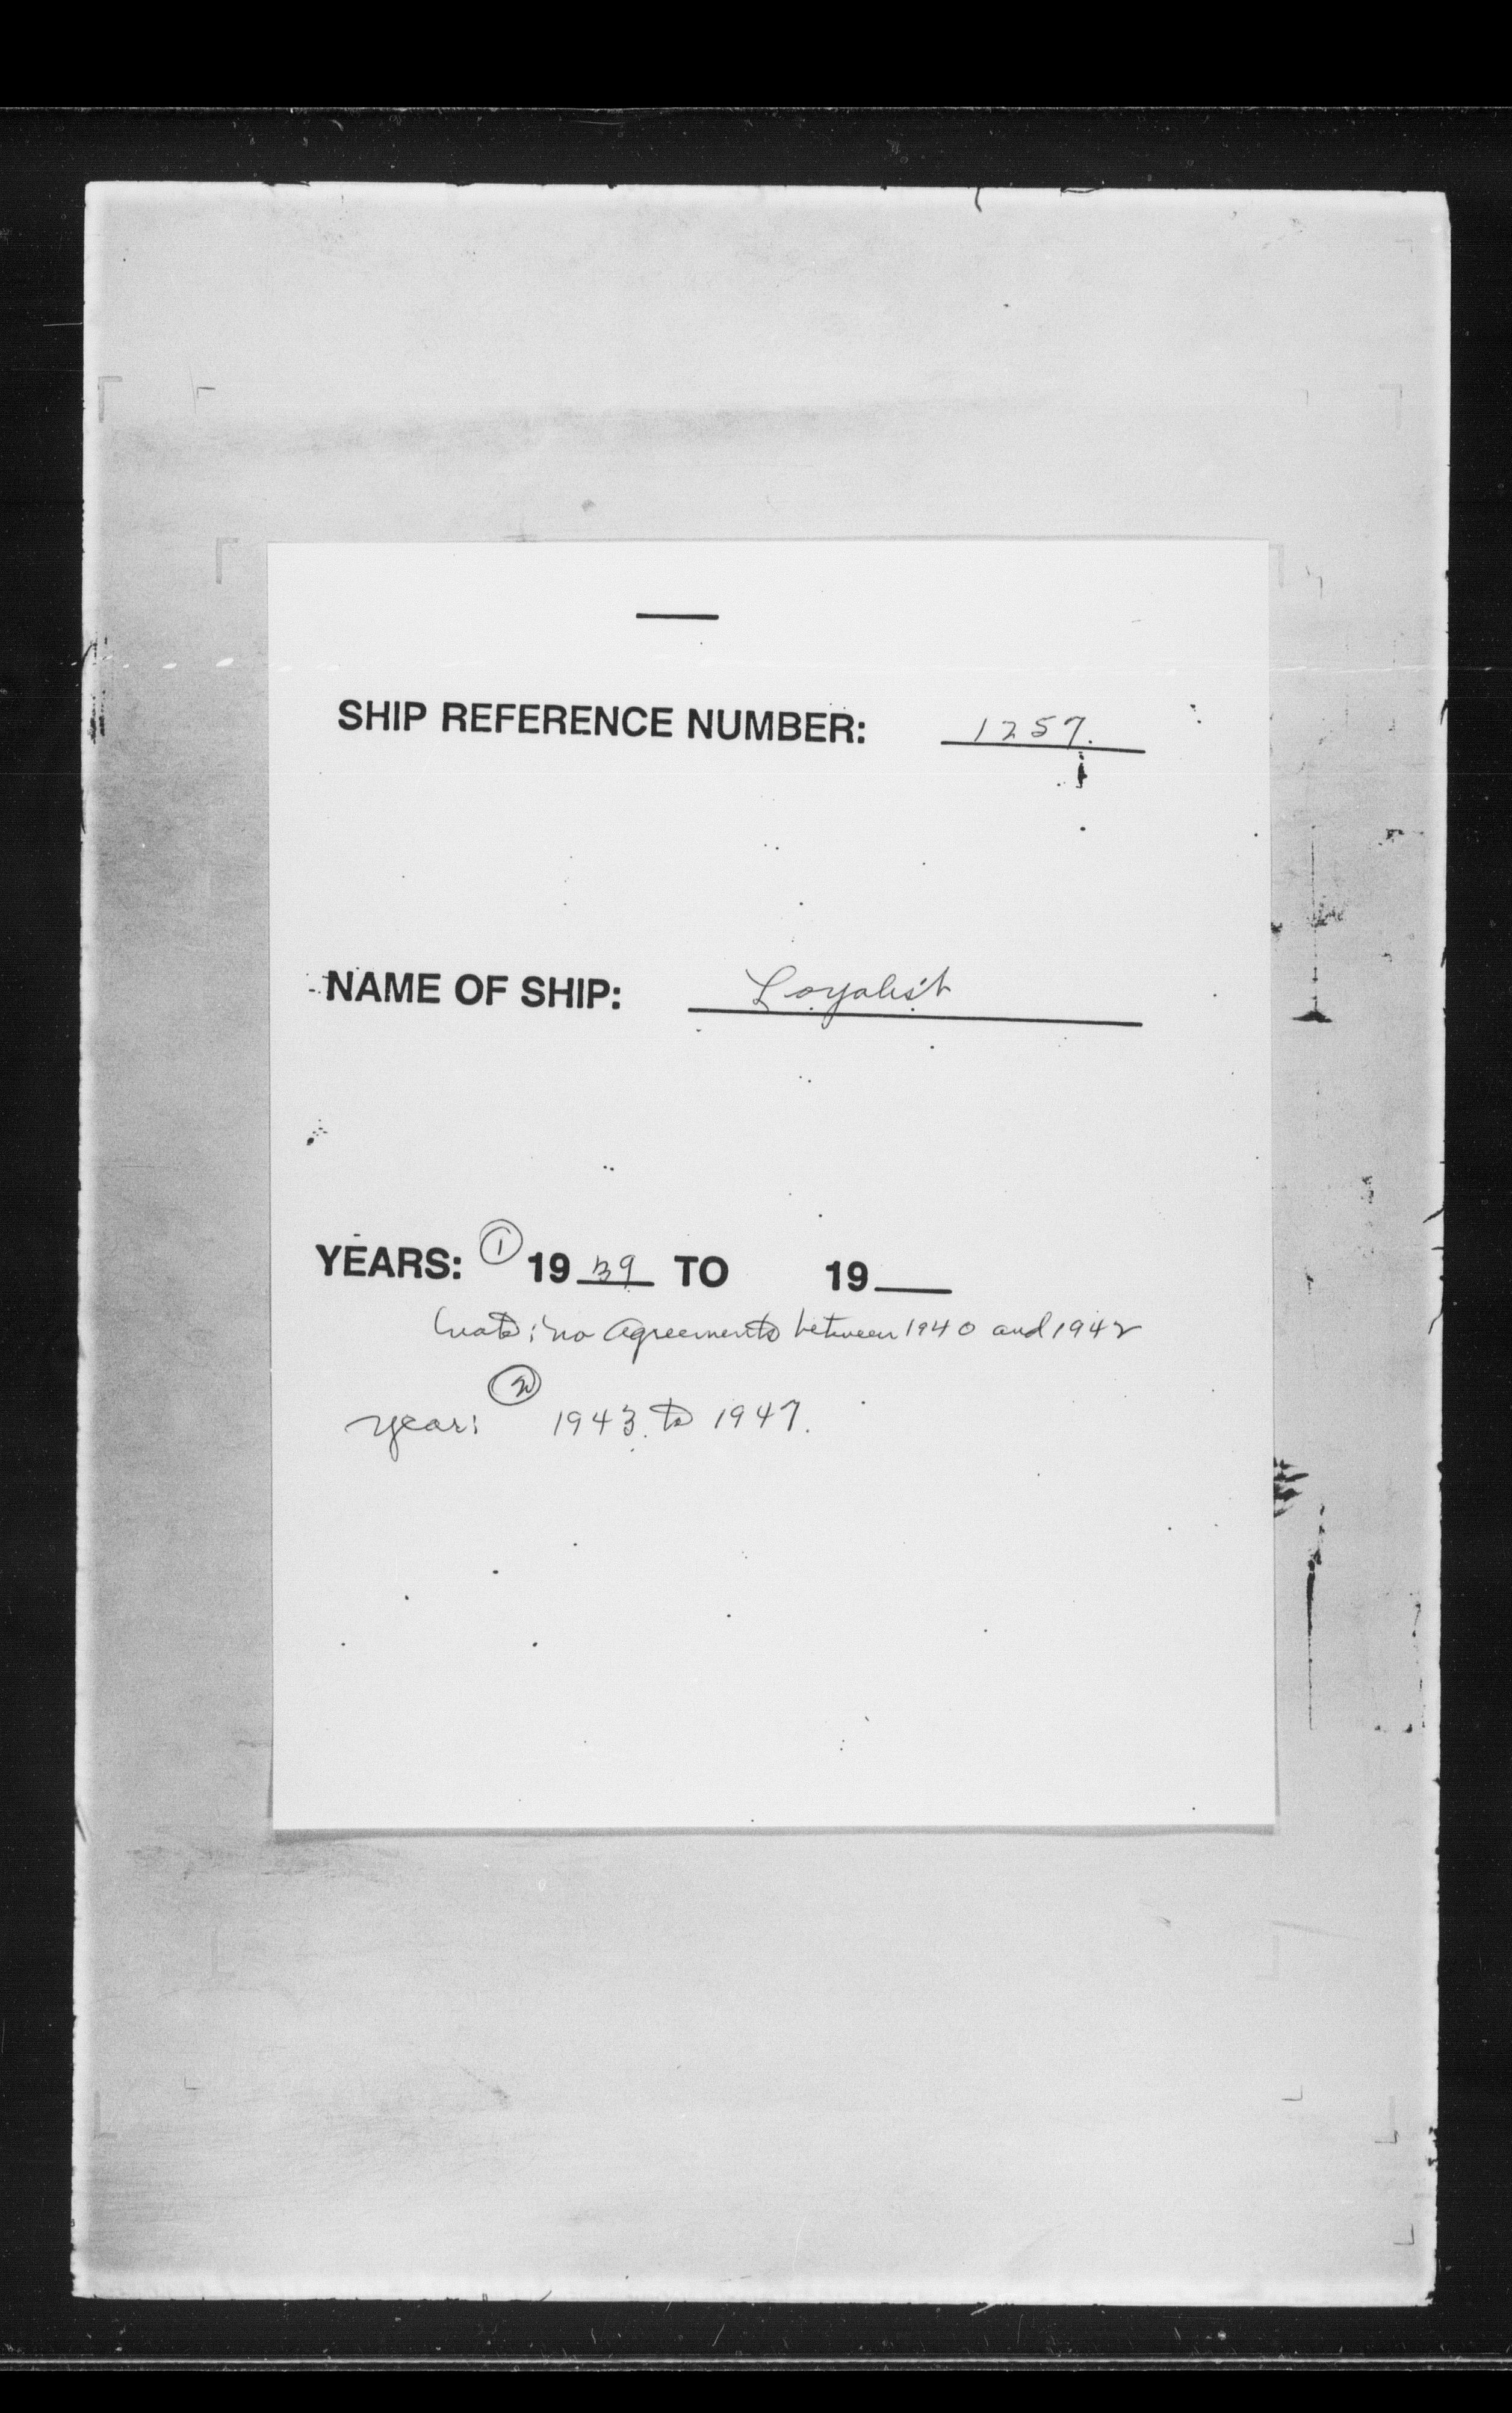 SHIP REFERENCE NUMBER: 1257.
NAME OF SHIP: Loyalist
YEARS: ① 19 39 TO 19
note: no Agreements between 1940 and 1942
year: ② 1943 to 1947.